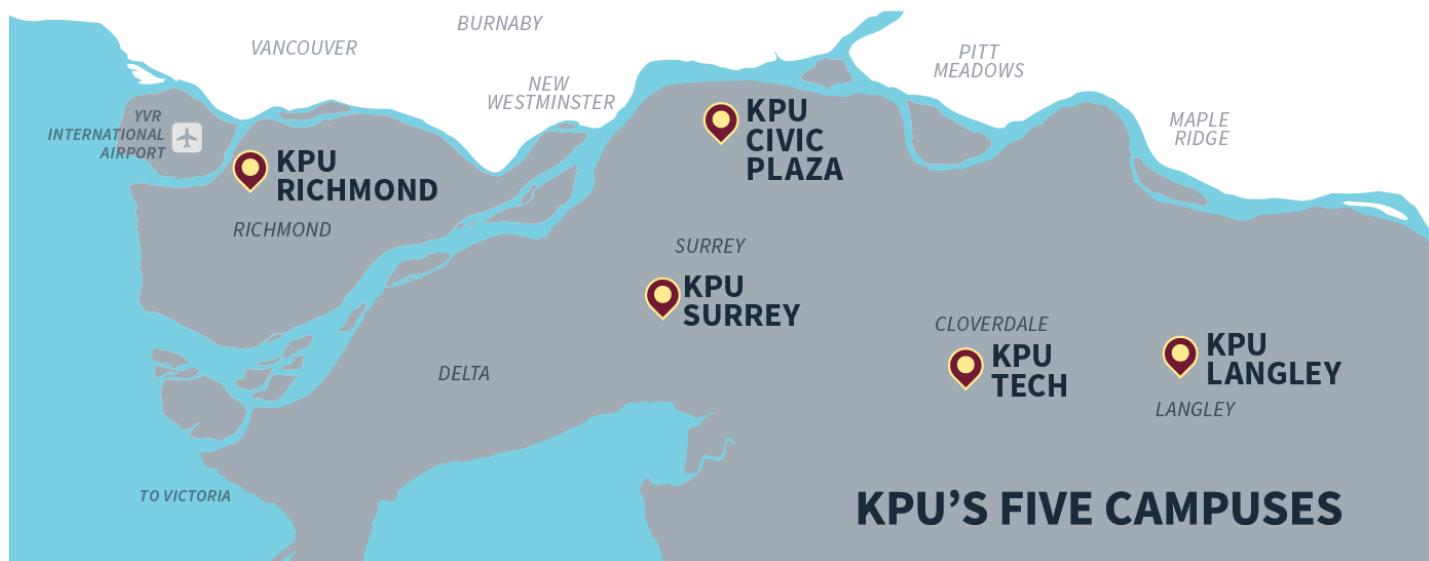 BURNABY
VANCOUVER
PITT
MEADOWS
NEW
WESTMINSTER
YVR
INTERNATIONAL
AIRPORT
KPU
CIVIC
PLAZA
MAPLE
RIDGE
KPU
RICHMOND
RICHMOND
SURREY
KPU
SURREY
CLOVERDALE
KPU
TECH
KPU
LANGLEY
LANGLEY
DELTA
TO VICTORIA
KPU’S FIVE CAMPUSES